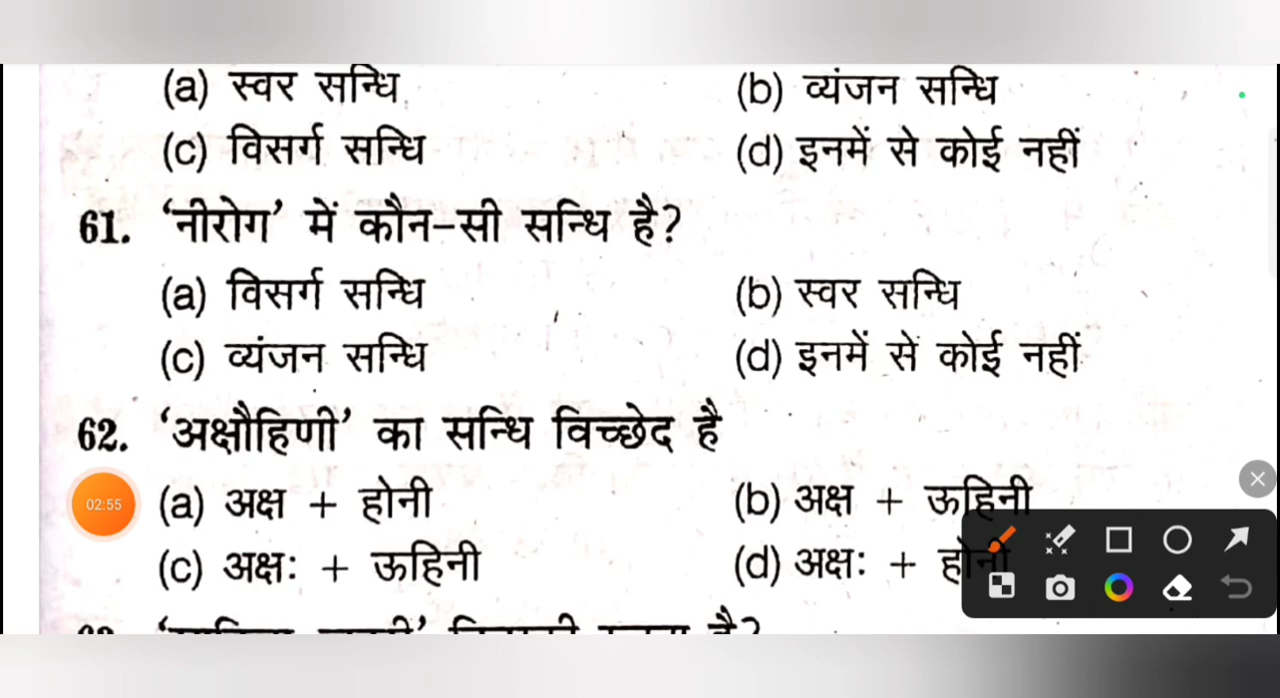 (a) स्वर सन्धि (b) व्यंजन सन्धि
(c) विसर्ग सन्धि (d) इनमें से कोई नहीं
61. ‘नीरोग’ में कौन-सी सन्धि है?
(a) विसर्ग सन्धि (b) स्वर सन्धि
(c) व्यंजन सन्धि (d) इनमें से कोई नहीं
62. ‘अक्षौहिणी’ का सन्धि विच्छेद है
02:55
(a) अक्ष + होनी (b) अक्ष + ऊहिनी
(c) अक्षः + ऊहिनी (d) अक्षः + होनी